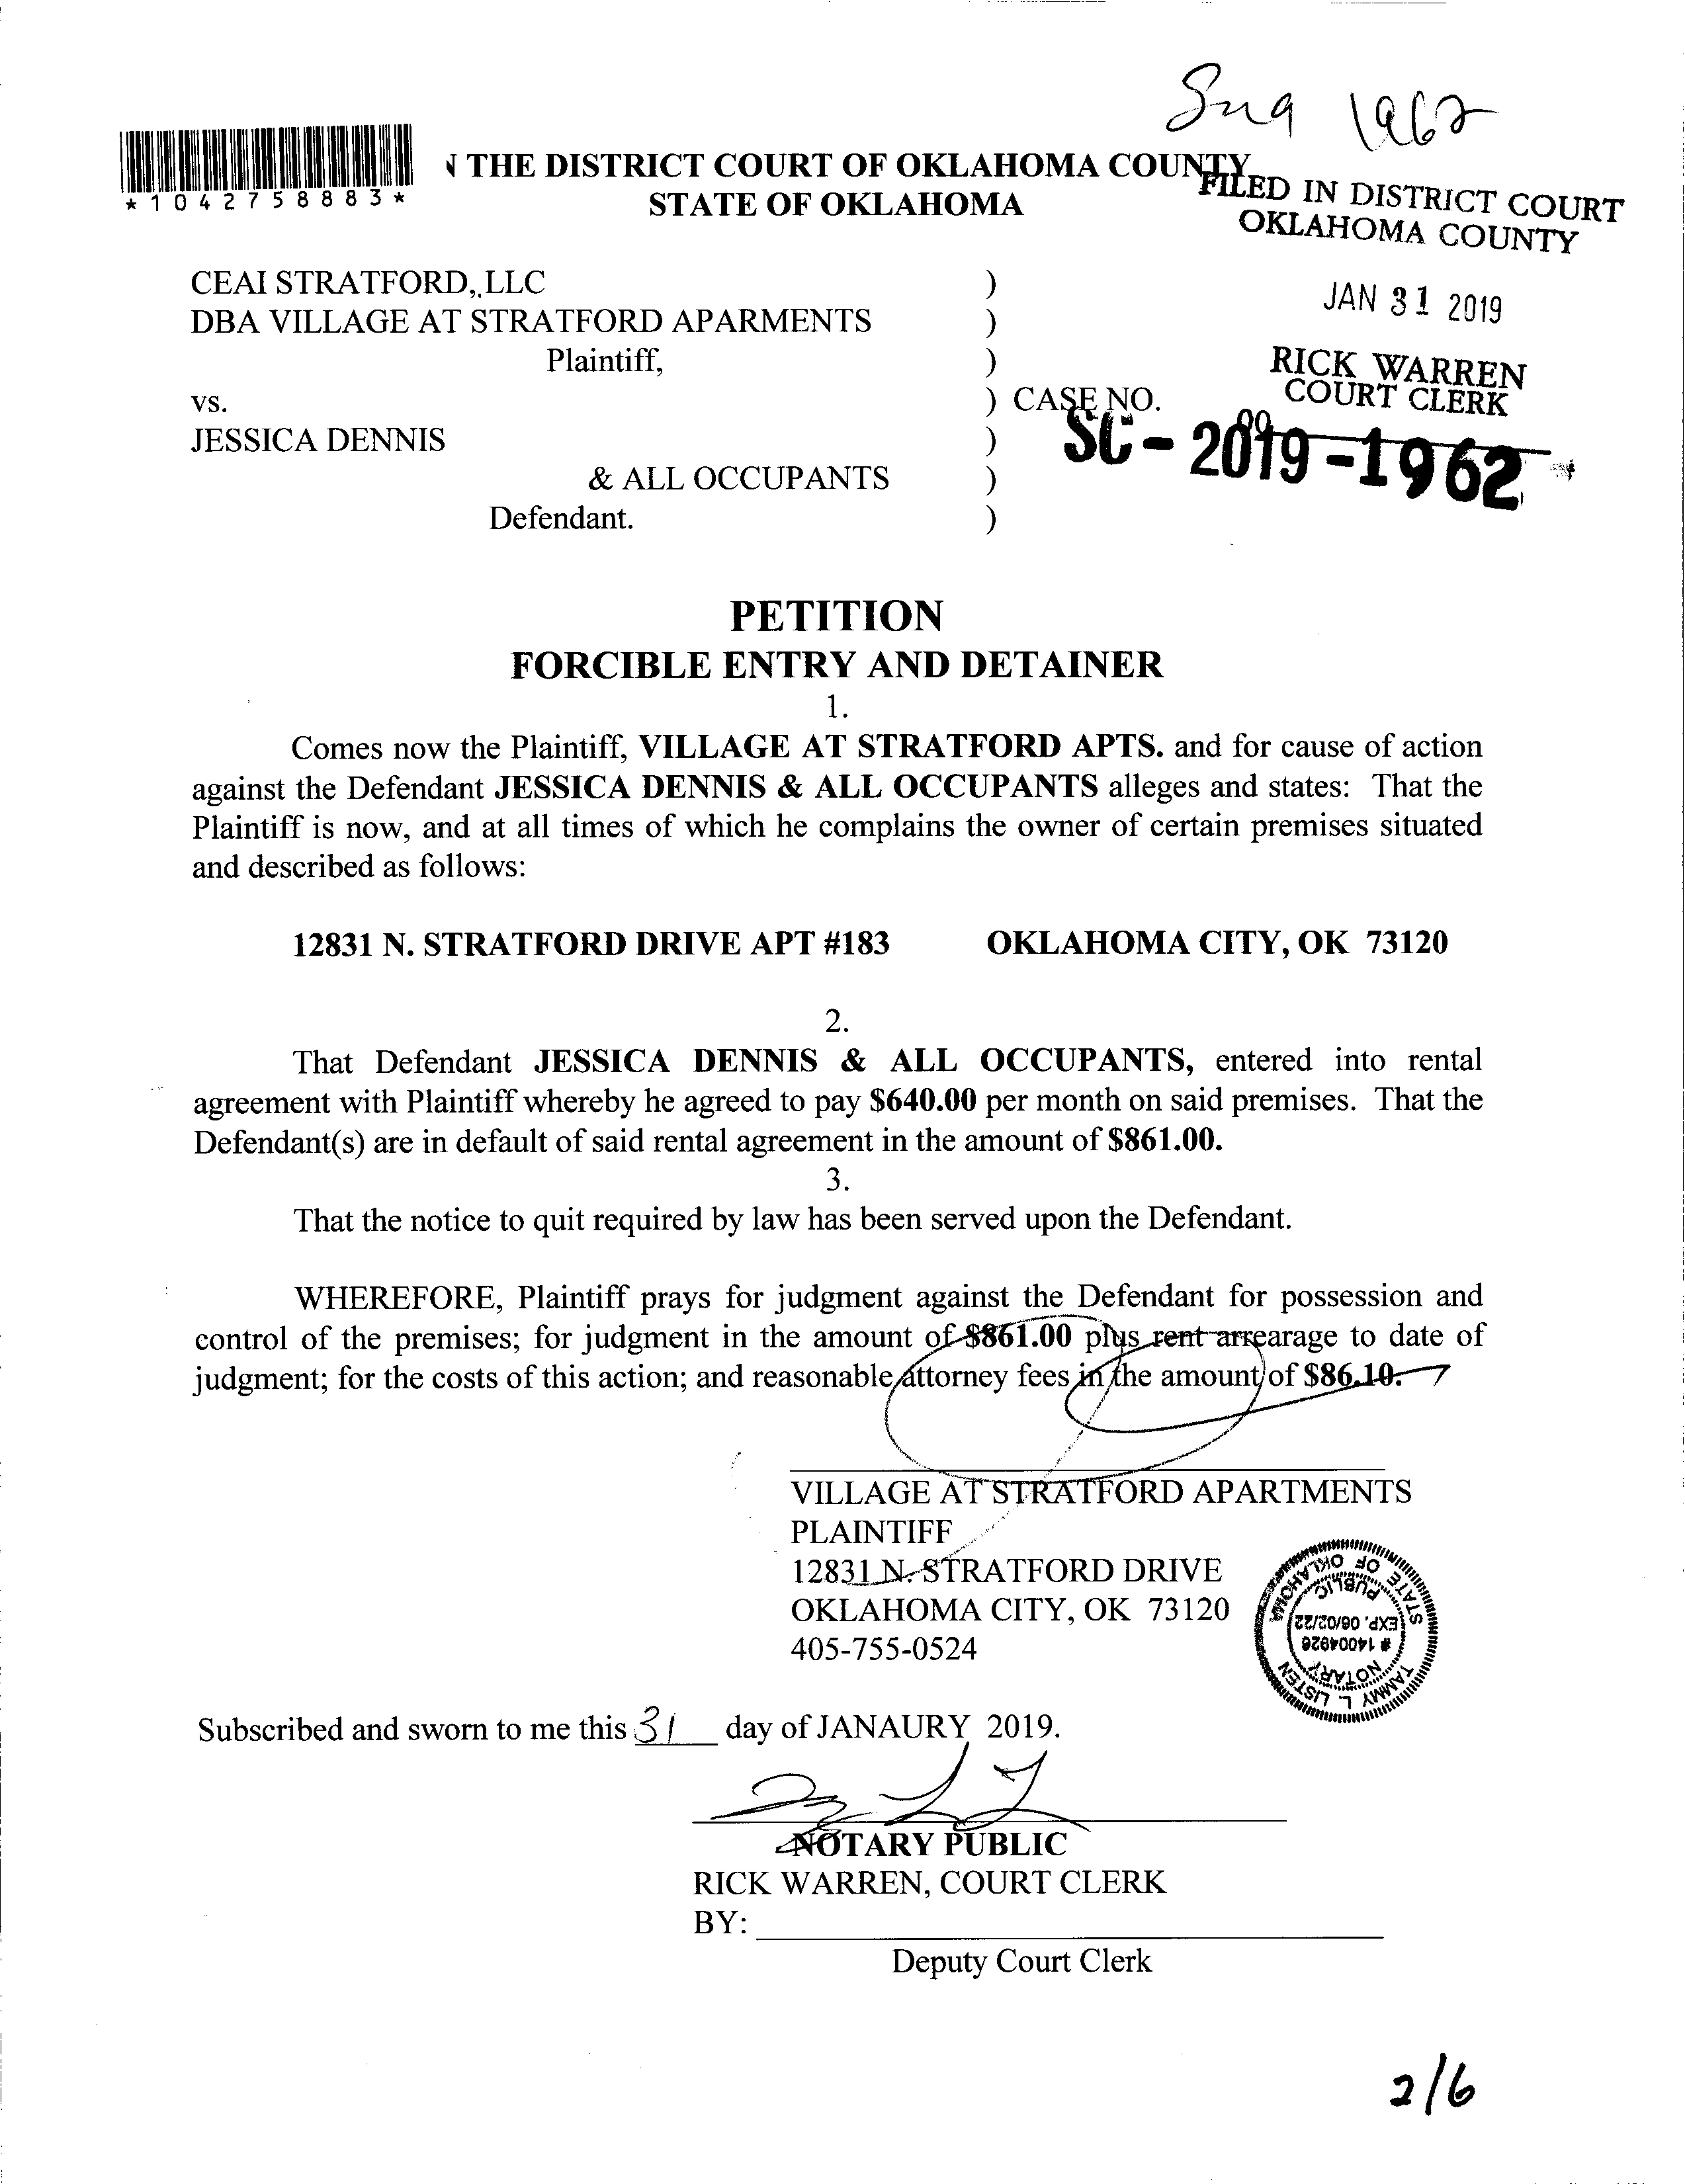 1962
*1042758883*
THE DISTRICT COURT OF OKLAHOMA COUNTY
STATE OF OKLAHOMA
FILED IN DISTRICT COURT
OKLAHOMA COUNTY
JAN 31 2019
RICK WARREN
COURT CLERK
CEAI STRATFORD, LLC )
DBA VILLAGE AT STRATFORD APARMENTS )
Plaintiff, )
vs. ) CASE NO.
SC-2019-1962
JESSICA DENNIS )
& ALL OCCUPANTS )
Defendant. )
PETITION
FORCIBLE ENTRY AND DETAINER
1.
Comes now the Plaintiff, VILLAGE AT STRATFORD APTS. and for cause of action
against the Defendant JESSICA DENNIS & ALL OCCUPANTS alleges and states: That the
Plaintiff is now, and at all times of which he complains the owner of certain premises situated
and described as follows:
12831 N. STRATFORD DRIVE APT #183 OKLAHOMA CITY, OK 73120
2.
That Defendant JESSICA DENNIS & ALL OCCUPANTS, entered into rental
agreement with Plaintiff whereby he agreed to pay $640.00 per month on said premises. That the
Defendant(s) are in default of said rental agreement in the amount of $861.00.
3.
That the notice to quit required by law has been served upon the Defendant.
WHEREFORE, Plaintiff prays for judgment against the Defendant for possession and
control of the premises; for judgment in the amount of $861.00 plus rent arrearage to date of
judgment; for the costs of this action; and reasonable attorney fees in the amount of $86.10.
VILLAGE AT STRATFORD APARTMENTS
PLAINTIFF
12831 N. STRATFORD DRIVE
OKLAHOMA CITY, OK 73120
405-755-0524
TAMMY L LISTEN
NOTARY
# 14004926
EXP. 06/02/22
PUBLIC
STATE OF OKLAHOMA
Subscribed and sworn to me this 31 day of JANAURY 2019.
NOTARY PUBLIC
RICK WARREN, COURT CLERK
BY:
Deputy Court Clerk
2/6